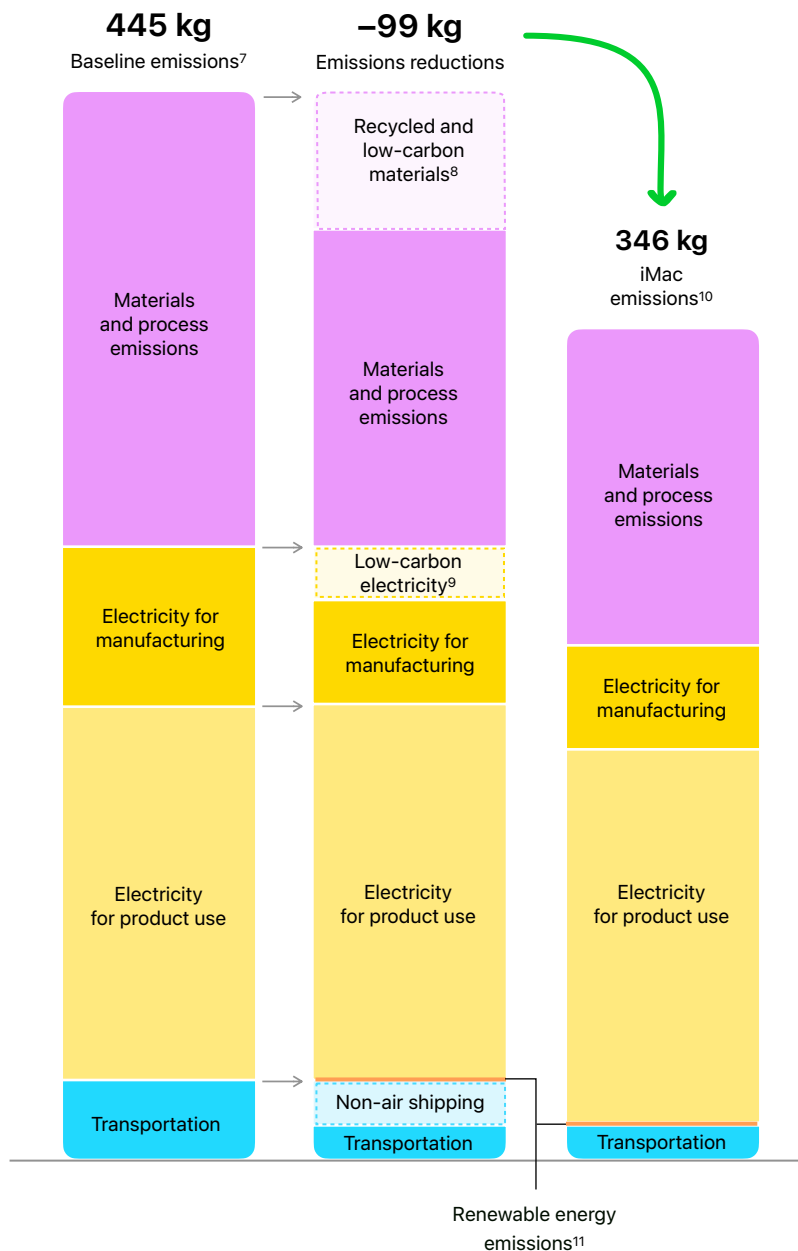 445 kg
Baseline emissions⁷
Materials
and process
emissions
Electricity for
manufacturing
Electricity
for product use
Transportation
–99 kg
Emissions reductions
Recycled and
low-carbon
materials⁸
Materials
and process
emissions
Low-carbon
electricity⁹
Electricity for
manufacturing
Electricity
for product use
Non-air shipping
Transportation
346 kg
iMac
emissions¹⁰
Materials
and process
emissions
Electricity for
manufacturing
Electricity
for product use
Transportation
Renewable energy
emissions¹¹